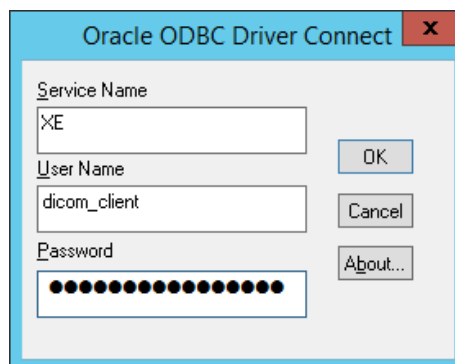 Oracle ODBC Driver Connect
x
Service Name
XE
OK
User Name
dicom_client
Cancel
Password
About...
●●●●●●●●●●●●●●●●